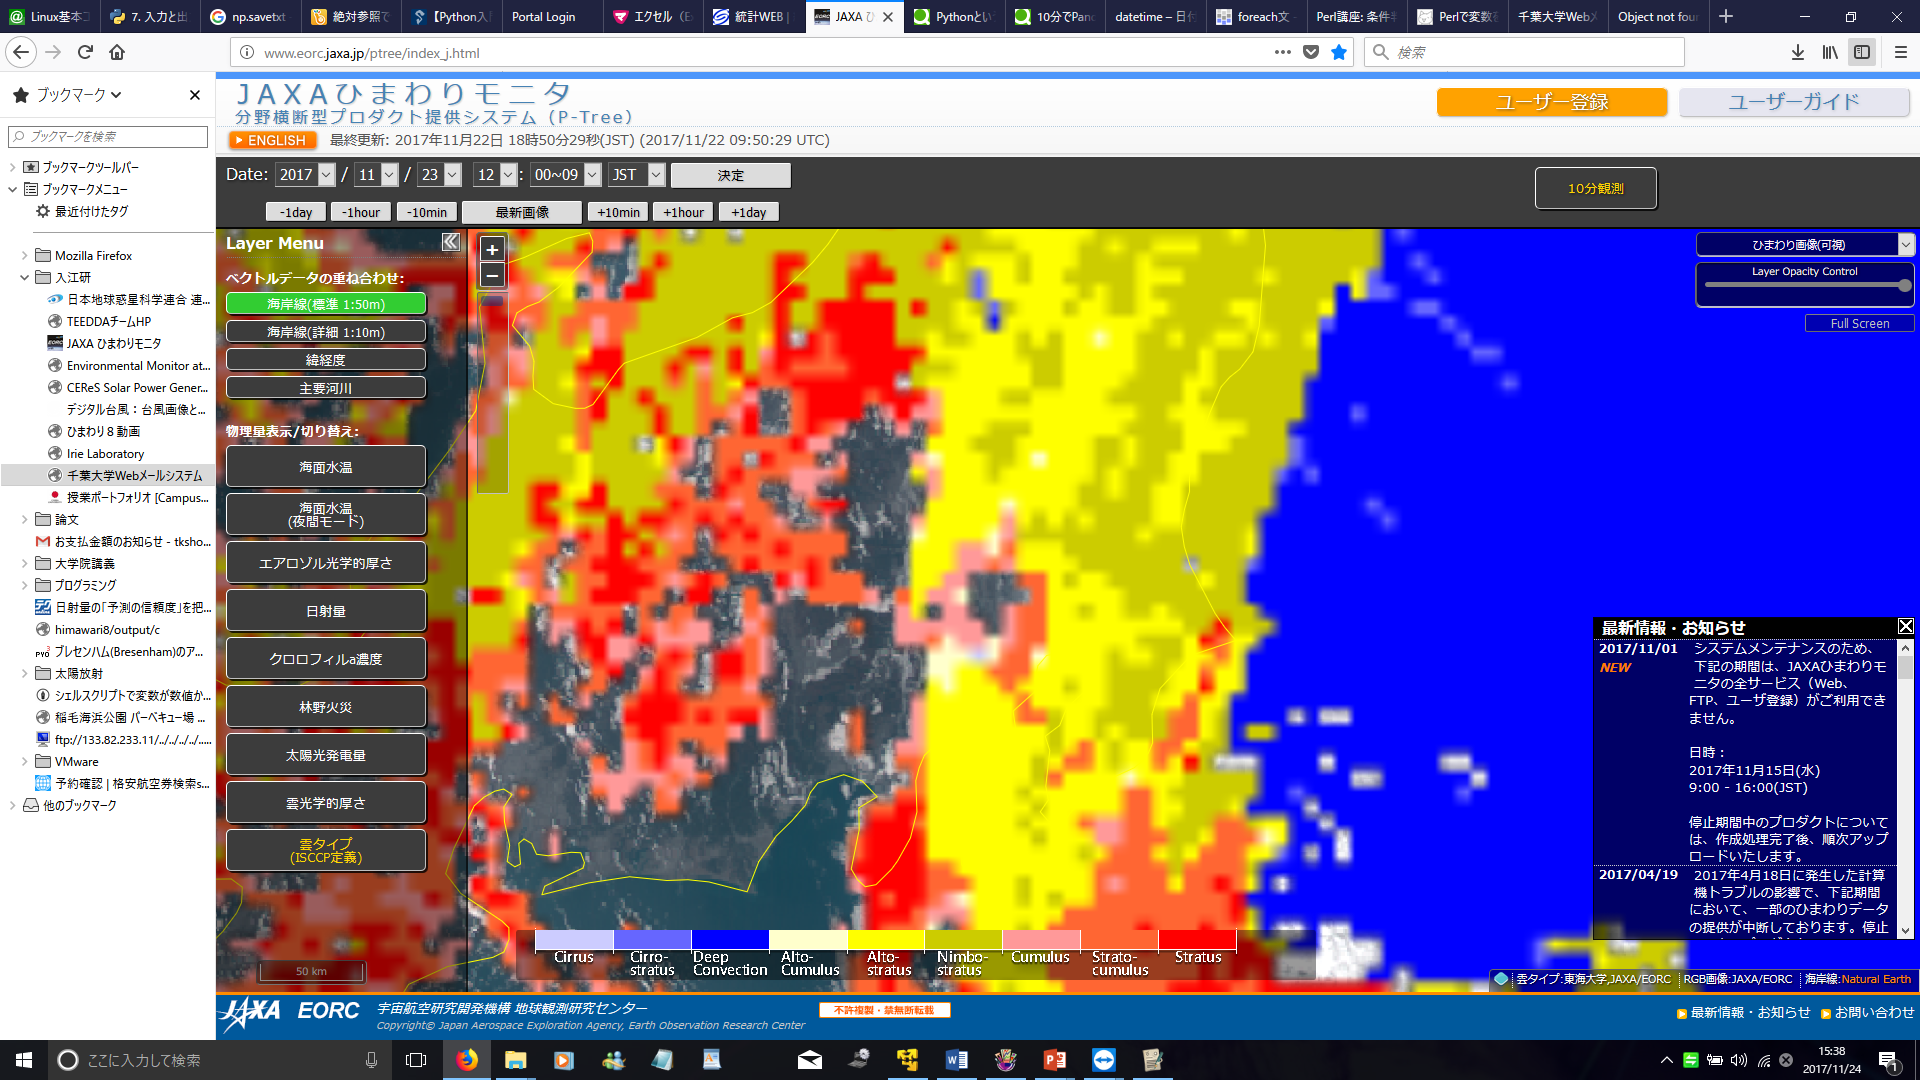 Linux基本コ
7. 入力と出
np.savetxt
絶対参照で
【Python入
Portal Login
エクセル（E
統計WEB |
JAXA ひ
Pythonとい
10分でPan
datetime – 日付
foreach文 -
Perl講座: 条件
Perlで変数を
千葉大学Webメ
Object not fou
www.eorc.jaxa.jp/ptree/index_j.html
検索
ブックマーク
ブックマークを検索
ブックマークツールバー
ブックマークメニュー
最近付けたタグ
Mozilla Firefox
入江研
日本地球惑星科学連合 連...
TEEDDAチームHP
JAXA ひまわりモニタ
Environmental Monitor at...
CEReS Solar Power Gener...
デジタル台風：台風画像と...
ひまわり８動画
Irie Laboratory
千葉大学Webメールシステム
授業ポートフォリオ [Campus...
論文
お支払金額のお知らせ - tksho...
大学院講義
プログラミング
日射量の「予測の信頼度」を把...
himawari8/output/c
ブレゼンハム(Bresenham)のア...
太陽放射
シェルスクリプトで変数が数値か...
稲毛海浜公園 バーベキュー場 ...
ftp://133.82.233.11/../../../../.....
VMware
予約確認 | 格安航空券検索s...
他のブックマーク
JAXAひまわりモニタ
分野横断型プロダクト提供システム（P-Tree）
ユーザー登録
ユーザーガイド
ENGLISH
最終更新: 2017年11月22日 18時50分29秒(JST) (2017/11/22 09:50:29 UTC)
Date: 2017 / 11 / 23 12 : 00~09 JST 決定
-1day -1hour -10min 最新画像 +10min +1hour +1day
10分観測
Layer Menu
ベクトルデータの重ね合わせ:
海岸線(標準 1:50m)
海岸線(詳細 1:10m)
緯経度
主要河川
物理量表示/切り替え:
海面水温
海面水温
(夜間モード)
エアロゾル光学的厚さ
日射量
クロロフィルa濃度
林野火災
太陽光発電量
雲光学的厚さ
雲タイプ
(ISCCP定義)
50 km
+
−
ひまわり画像(可視)
Layer Opacity Control
Full Screen
最新情報・お知らせ
2017/11/01
NEW
システムメンテナンスのため、
下記の期間は、JAXAひまわりモ
ニタの全サービス（Web、
FTP、ユーザ登録）がご利用でき
ません。
日時：
2017年11月15日(水)
9:00 - 16:00(JST)
停止期間中のプロダクトについて
は、作成処理完了後、順次アップ
ロードいたします。
2017/04/19
2017年4月18日に発生した計算
機トラブルの影響で、下記期間
において、一部のひまわりデータ
の提供が中断しております。停止
Cirrus
Cirro-
stratus
Deep
Convection
Alto-
Cumulus
Alto-
stratus
Nimbo-
stratus
Cumulus
Strato-
cumulus
Stratus
雲タイプ:東海大学,JAXA/EORC
RGB画像:JAXA/EORC
海岸線:Natural Earth
JAXA EORC
宇宙航空研究開発機構 地球観測研究センター
Copyright© Japan Aerospace Exploration Agency, Earth Observation Research Center
不許複製・禁無断転載
最新情報・お知らせ
お問い合わせ
ここに入力して検索
15:38
2017/11/24
1